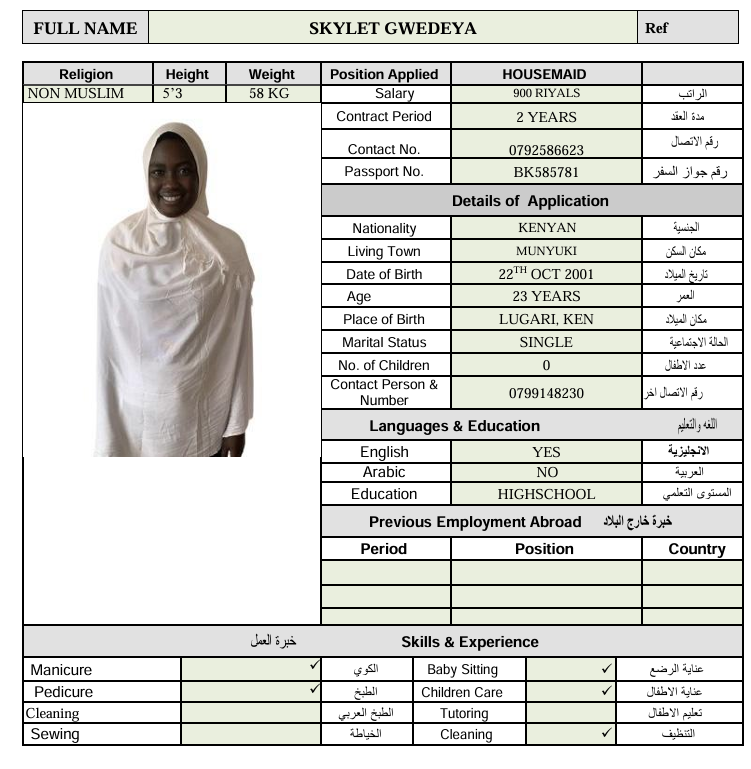 FULL NAME SKYLET GWEDEYA Ref
Religion Height Weight Position Applied HOUSEMAID
NON MUSLIM 5’3 58 KG Salary 900 RIYALS الراتب
Contract Period 2 YEARS مدة العقد
Contact No. 0792586623 رقم الاتصال
Passport No. BK585781 رقم جواز السفر
Details of Application
Nationality KENYAN الجنسية
Living Town MUNYUKI مكان السكن
Date of Birth 22TH OCT 2001 تاريخ الميلاد
Age 23 YEARS العمر
Place of Birth LUGARI, KEN مكان الميلاد
Marital Status SINGLE الحالة الاجتماعية
No. of Children 0 عدد الاطفال
Contact Person &
Number 0799148230 رقم الاتصال اخر
Languages & Education اللغه والتعليم
English YES الانجليزية
Arabic NO العربية
Education HIGHSCHOOL المستوى التعلمي
Previous Employment Abroad خبرة خارج البلاد
Period Position Country
خبرة العمل Skills & Experience
Manicure ✓ الكوي Baby Sitting ✓ عناية الرضع
Pedicure ✓ الطبخ Children Care ✓ عناية الاطفال
Cleaning الطبخ العربي Tutoring تعليم الاطفال
Sewing الخياطة Cleaning ✓ التنظيف